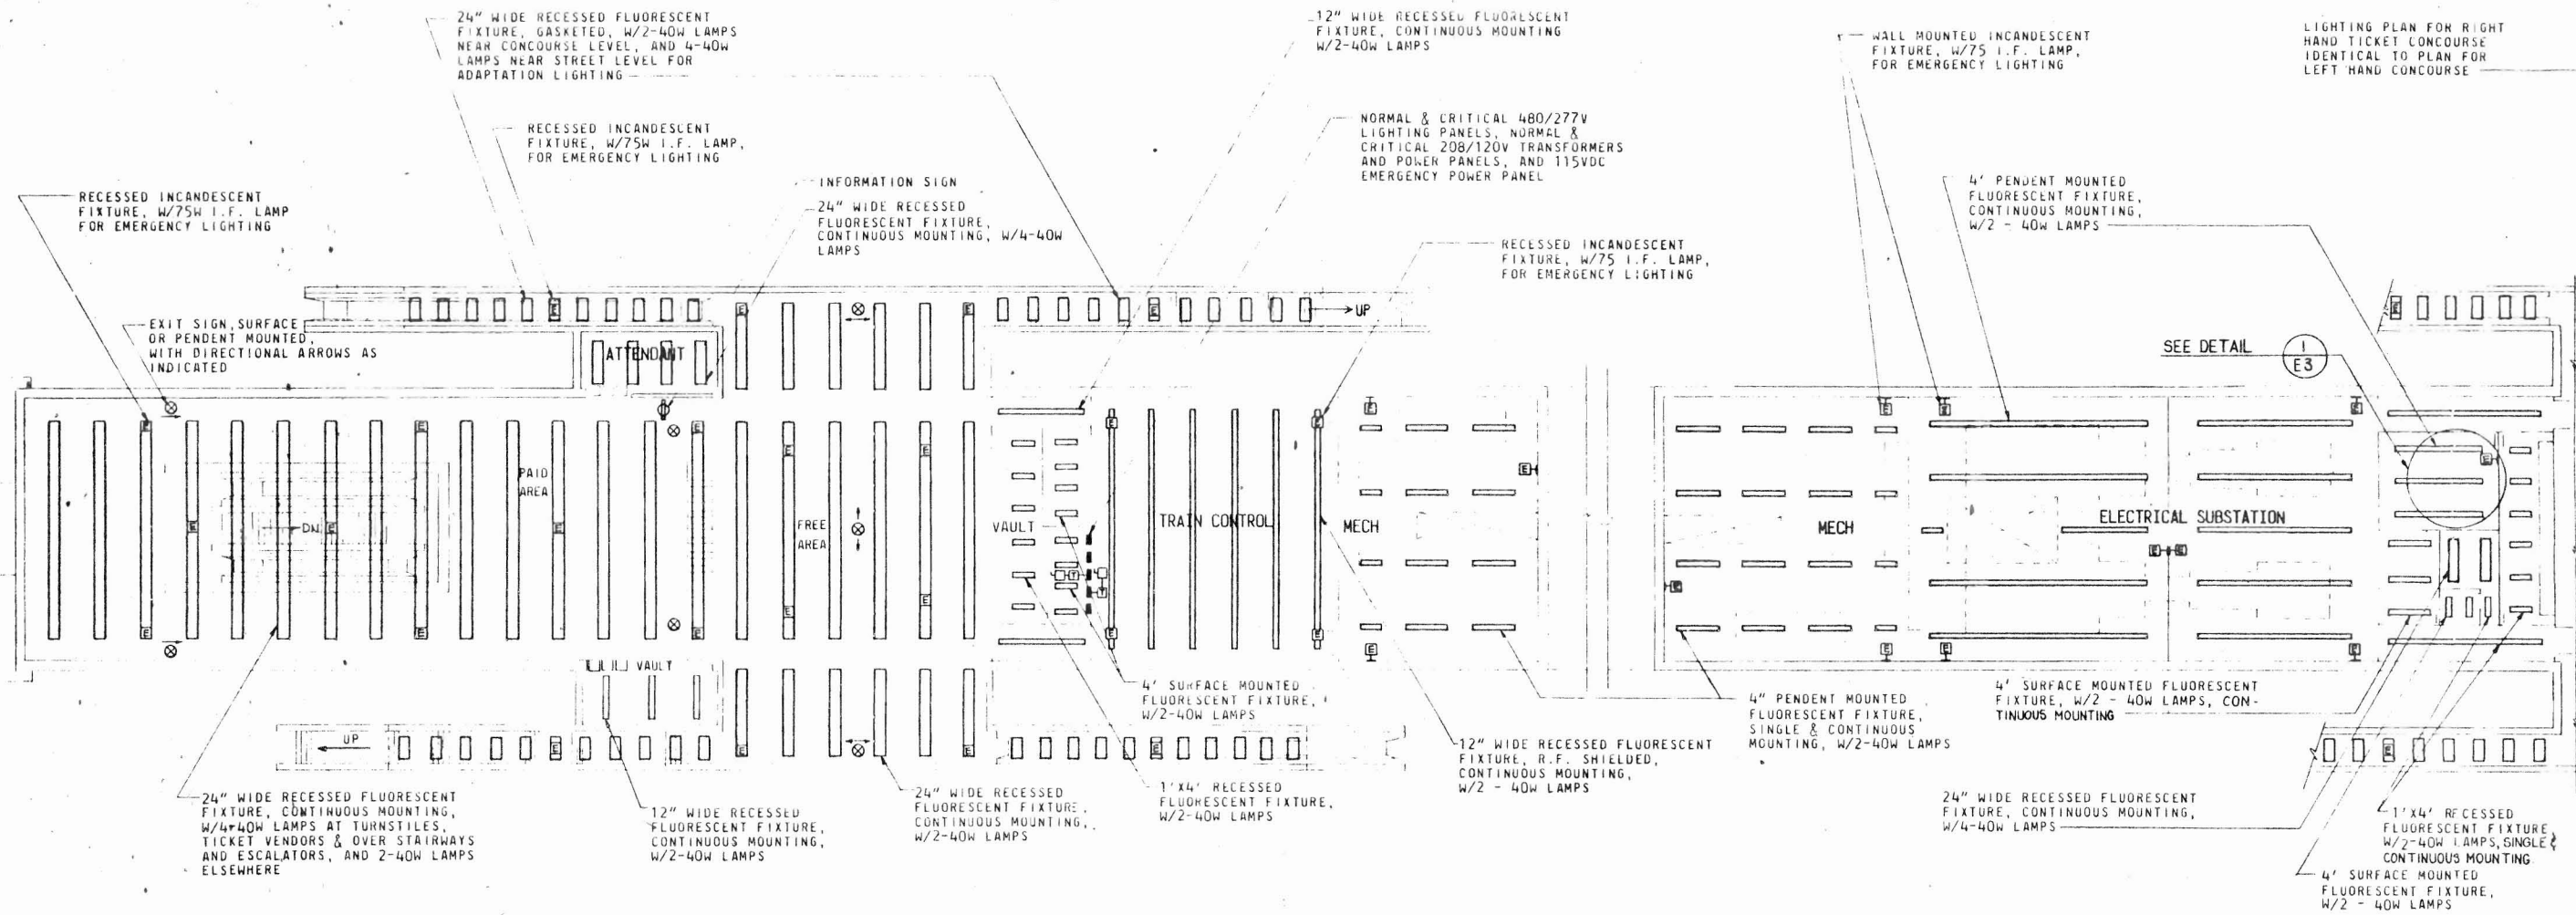 24" WIDE RECESSED FLUORESCENT
FIXTURE, GASKETED, W/2-40W LAMPS
NEAR CONCOURSE LEVEL, AND 4-40W
LAMPS NEAR STREET LEVEL FOR
ADAPTATION LIGHTING
12" WIDE RECESSED FLUORESCENT
FIXTURE, CONTINUOUS MOUNTING
W/2-40W LAMPS
WALL MOUNTED INCANDESCENT
FIXTURE, W/75 I.F. LAMP,
FOR EMERGENCY LIGHTING
LIGHTING PLAN FOR RIGHT
HAND TICKET CONCOURSE
IDENTICAL TO PLAN FOR
LEFT HAND CONCOURSE
RECESSED INCANDESCENT
FIXTURE, W/75W I.F. LAMP,
FOR EMERGENCY LIGHTING
NORMAL & CRITICAL 480/277V
LIGHTING PANELS, NORMAL &
CRITICAL 208/120V TRANSFORMERS
AND POWER PANELS, AND 115VDC
EMERGENCY POWER PANEL
RECESSED INCANDESCENT
FIXTURE, W/75W I.F. LAMP
FOR EMERGENCY LIGHTING
INFORMATION SIGN
24" WIDE RECESSED
FLUORESCENT FIXTURE,
CONTINUOUS MOUNTING, W/4-40W
LAMPS
4' PENDENT MOUNTED
FLUORESCENT FIXTURE,
CONTINUOUS MOUNTING,
W/2 - 40W LAMPS
RECESSED INCANDESCENT
FIXTURE, W/75 I.F. LAMP,
FOR EMERGENCY LIGHTING
EXIT SIGN, SURFACE
OR PENDENT MOUNTED,
WITH DIRECTIONAL ARROWS AS
INDICATED
UP
ATTENDANT
SEE DETAIL
1
E3
PAID
AREA
DN
FREE
AREA
VAULT
TRAIN CONTROL
MECH
MECH
ELECTRICAL SUBSTATION
VAULT
UP
4' SURFACE MOUNTED
FLUORESCENT FIXTURE,
W/2-40W LAMPS
4" PENDENT MOUNTED
FLUORESCENT FIXTURE,
SINGLE & CONTINUOUS
MOUNTING, W/2-40W LAMPS
4' SURFACE MOUNTED FLUORESCENT
FIXTURE, W/2 - 40W LAMPS, CON-
TINUOUS MOUNTING
12" WIDE RECESSED FLUORESCENT
FIXTURE, R.F. SHIELDED,
CONTINUOUS MOUNTING,
W/2 - 40W LAMPS
24" WIDE RECESSED FLUORESCENT
FIXTURE, CONTINUOUS MOUNTING,
W/4-40W LAMPS AT TURNSTILES,
TICKET VENDORS & OVER STAIRWAYS
AND ESCALATORS, AND 2-40W LAMPS
ELSEWHERE
12" WIDE RECESSED
FLUORESCENT FIXTURE,
CONTINUOUS MOUNTING,
W/2-40W LAMPS
24" WIDE RECESSED
FLUORESCENT FIXTURE,
CONTINUOUS MOUNTING,
W/2-40W LAMPS
1'X4' RECESSED
FLUORESCENT FIXTURE,
W/2-40W LAMPS
24" WIDE RECESSED FLUORESCENT
FIXTURE, CONTINUOUS MOUNTING,
W/4-40W LAMPS
1'X4' RECESSED
FLUORESCENT FIXTURE,
W/2-40W LAMPS, SINGLE &
CONTINUOUS MOUNTING
4' SURFACE MOUNTED
FLUORESCENT FIXTURE,
W/2 - 40W LAMPS